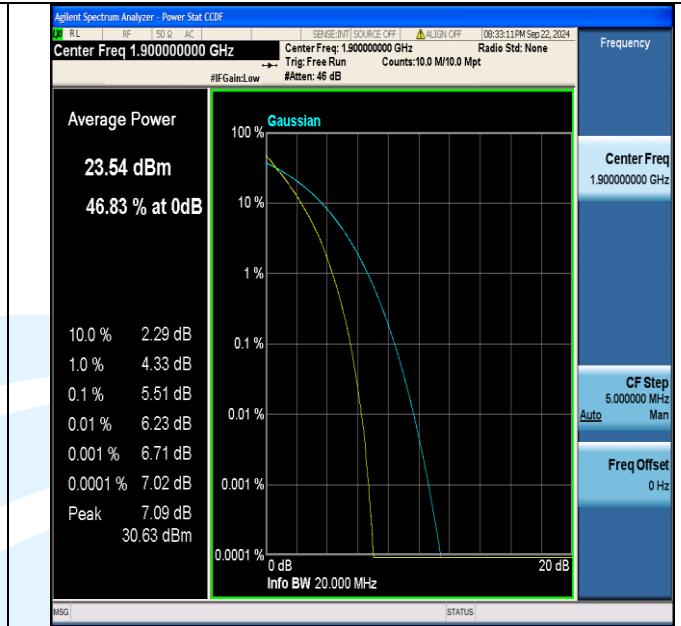 Agilent Spectrum Analyzer - Power Stat CCDF
RL RF 50 Ω AC SENSE:INT SOURCE OFF ALIGN OFF 08:33:11 PM Sep 22, 2024
Center Freq 1.900000000 GHz
Center Freq: 1.900000000 GHz Radio Std: None
Trig: Free Run Counts:10.0 M/10.0 Mpt
#IFGain:Low #Atten: 46 dB
Frequency
Average Power
23.54 dBm
46.83 % at 0dB
10.0 % 2.29 dB
1.0 % 4.33 dB
0.1 % 5.51 dB
0.01 % 6.23 dB
0.001 % 6.71 dB
0.0001 % 7.02 dB
Peak 7.09 dB
30.63 dBm
Gaussian
100 %
10 %
1 %
0.1 %
0.01 %
0.001 %
0.0001 %
0 dB 20 dB
Info BW 20.000 MHz
Center Freq
1.900000000 GHz
CF Step
5.000000 MHz
Auto Man
Freq Offset
0 Hz
MSG STATUS